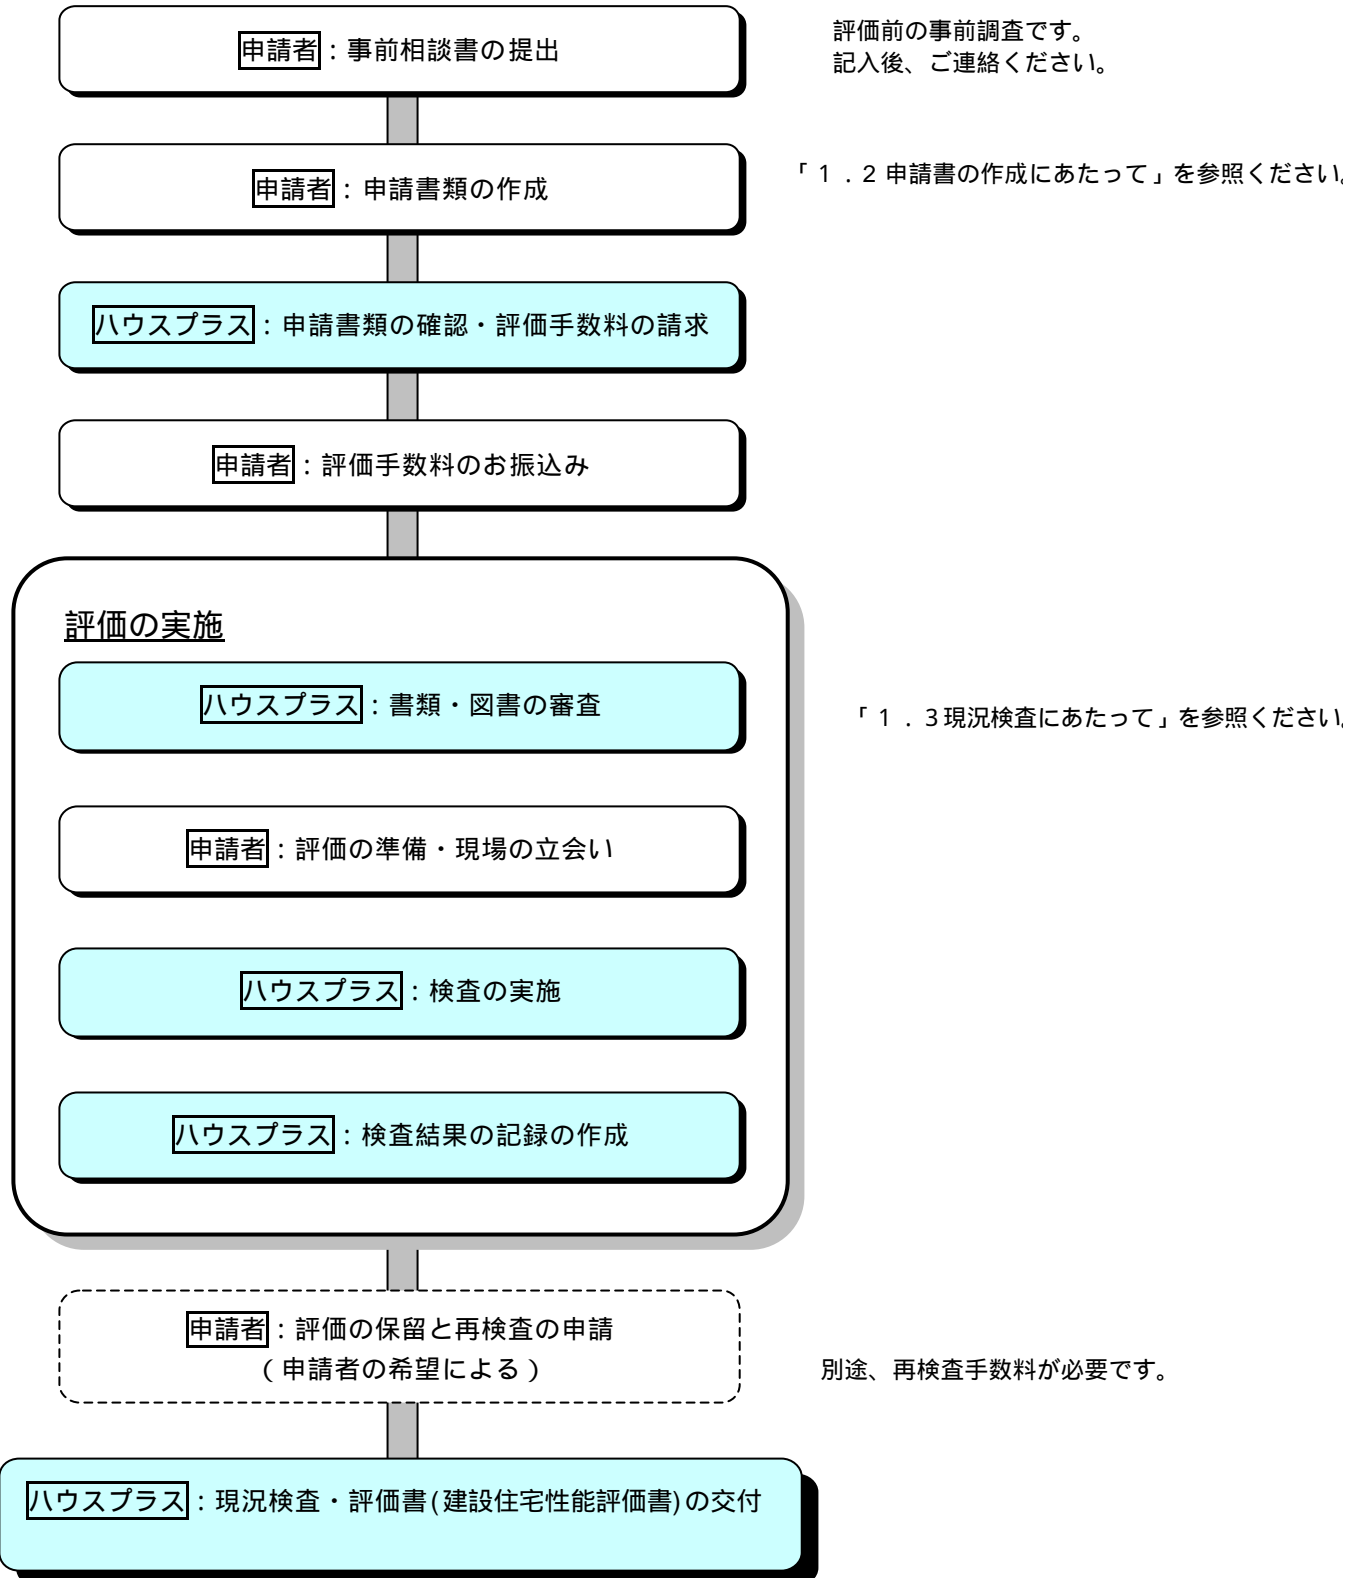 申請者：事前相談書の提出
評価前の事前調査です。
記入後、ご連絡ください。
申請者：申請書類の作成
「１．２申請書の作成にあたって」を参照ください。
ハウスプラス：申請書類の確認・評価手数料の請求
申請者：評価手数料のお振込み
評価の実施
ハウスプラス：書類・図書の審査
「１．３現況検査にあたって」を参照ください。
申請者：評価の準備・現場の立会い
ハウスプラス：検査の実施
ハウスプラス：検査結果の記録の作成
申請者：評価の保留と再検査の申請
（申請者の希望による）
別途、再検査手数料が必要です。
ハウスプラス：現況検査・評価書(建設住宅性能評価書)の交付